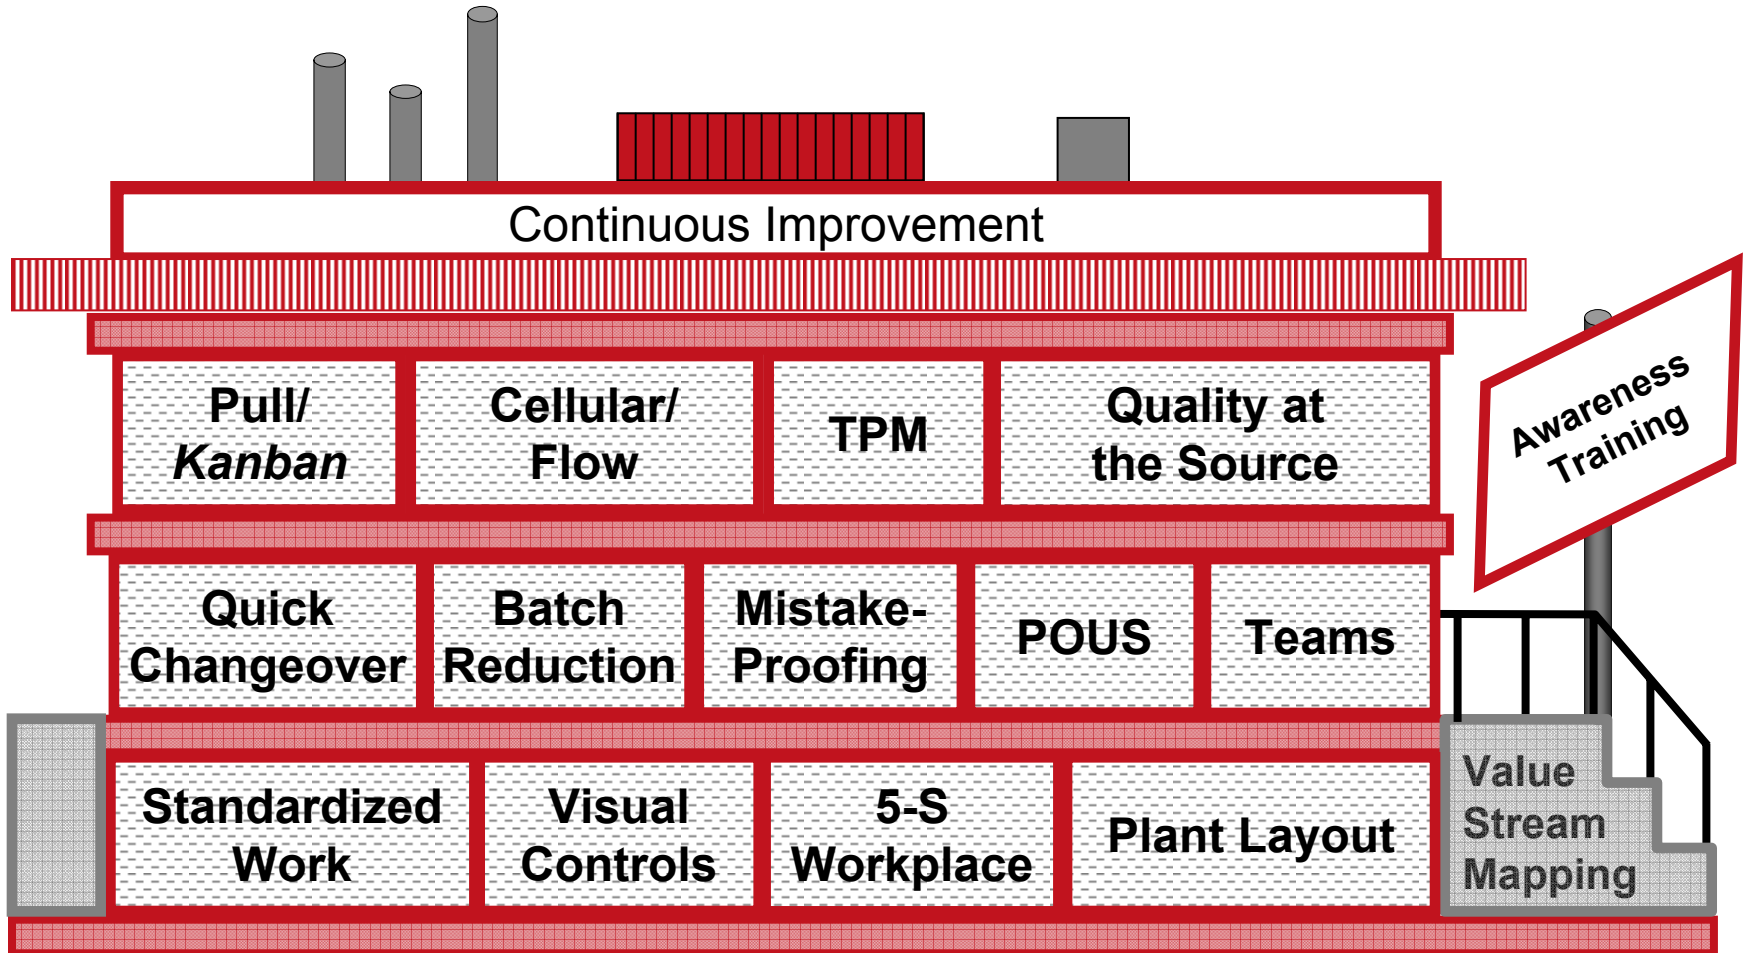 Continuous Improvement
Pull/
Kanban
Cellular/
Flow
TPM
Quality at
the Source
Awareness
Training
Quick
Changeover
Batch
Reduction
Mistake-
Proofing
POUS
Teams
Standardized
Work
Visual
Controls
5-S
Workplace
Plant Layout
Value
Stream
Mapping